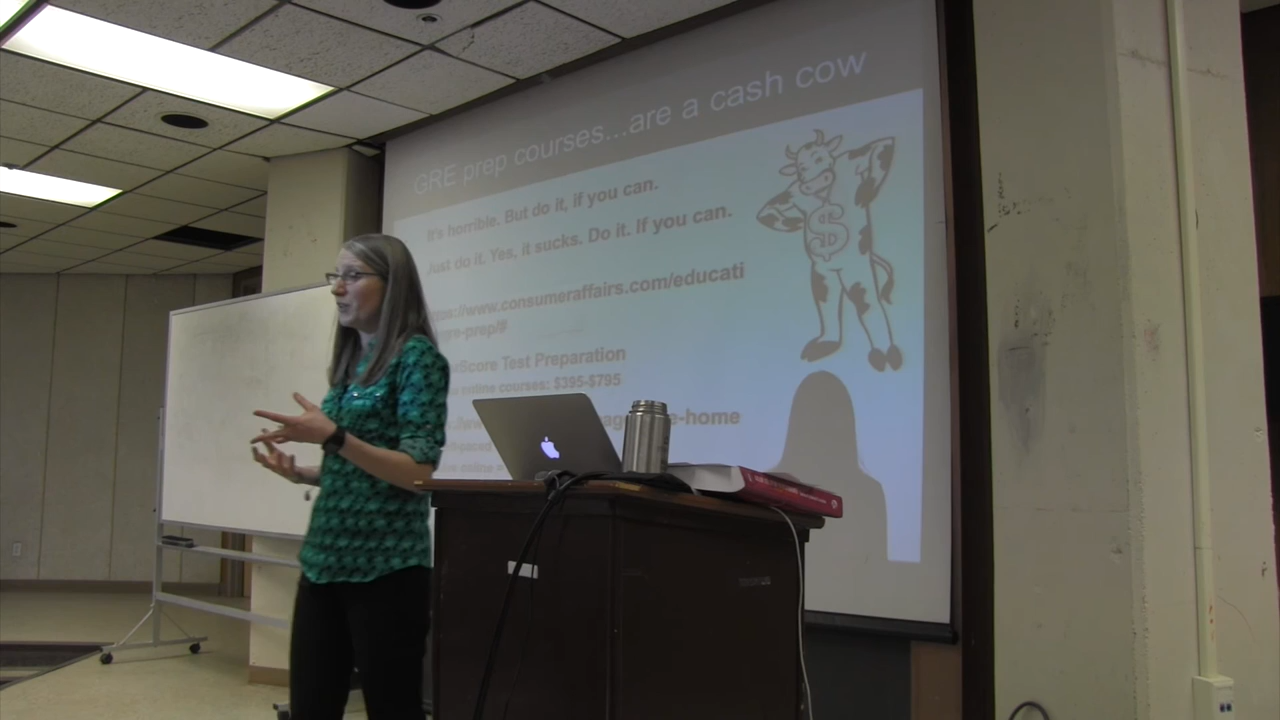 GRE prep courses...are a cash cow
It's horrible. But do it, if you can.
Just do it. Yes, it sucks. Do it. If you can.
$
https://www.consumeraffairs.com/educati
gre-prep/#
Score Test Preparation
online courses: $395-$795
e-home
online =